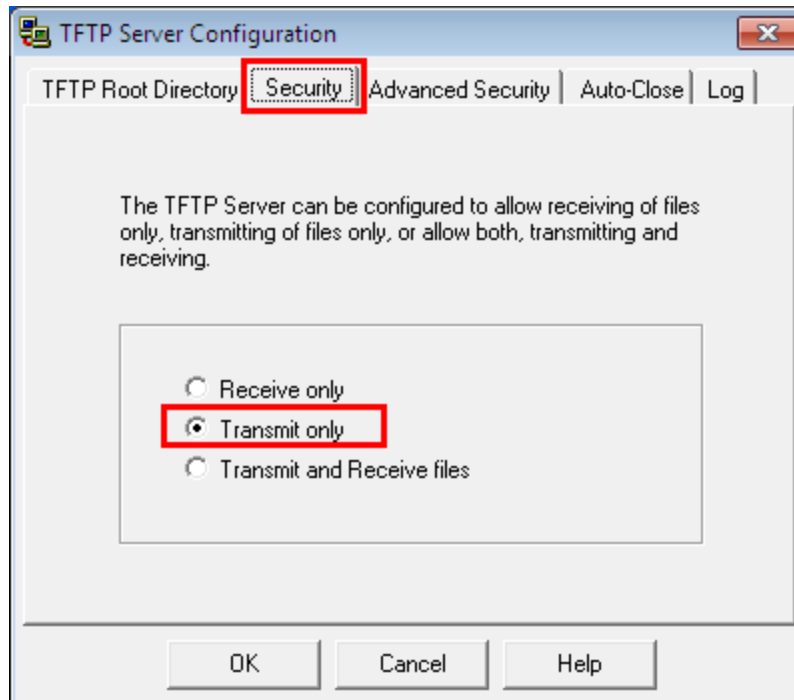 TFTP Server Configuration
TFTP Root Directory Security Advanced Security Auto-Close Log
The TFTP Server can be configured to allow receiving of files
only, transmitting of files only, or allow both, transmitting and
receiving.
Receive only
Transmit only
Transmit and Receive files
OK Cancel Help